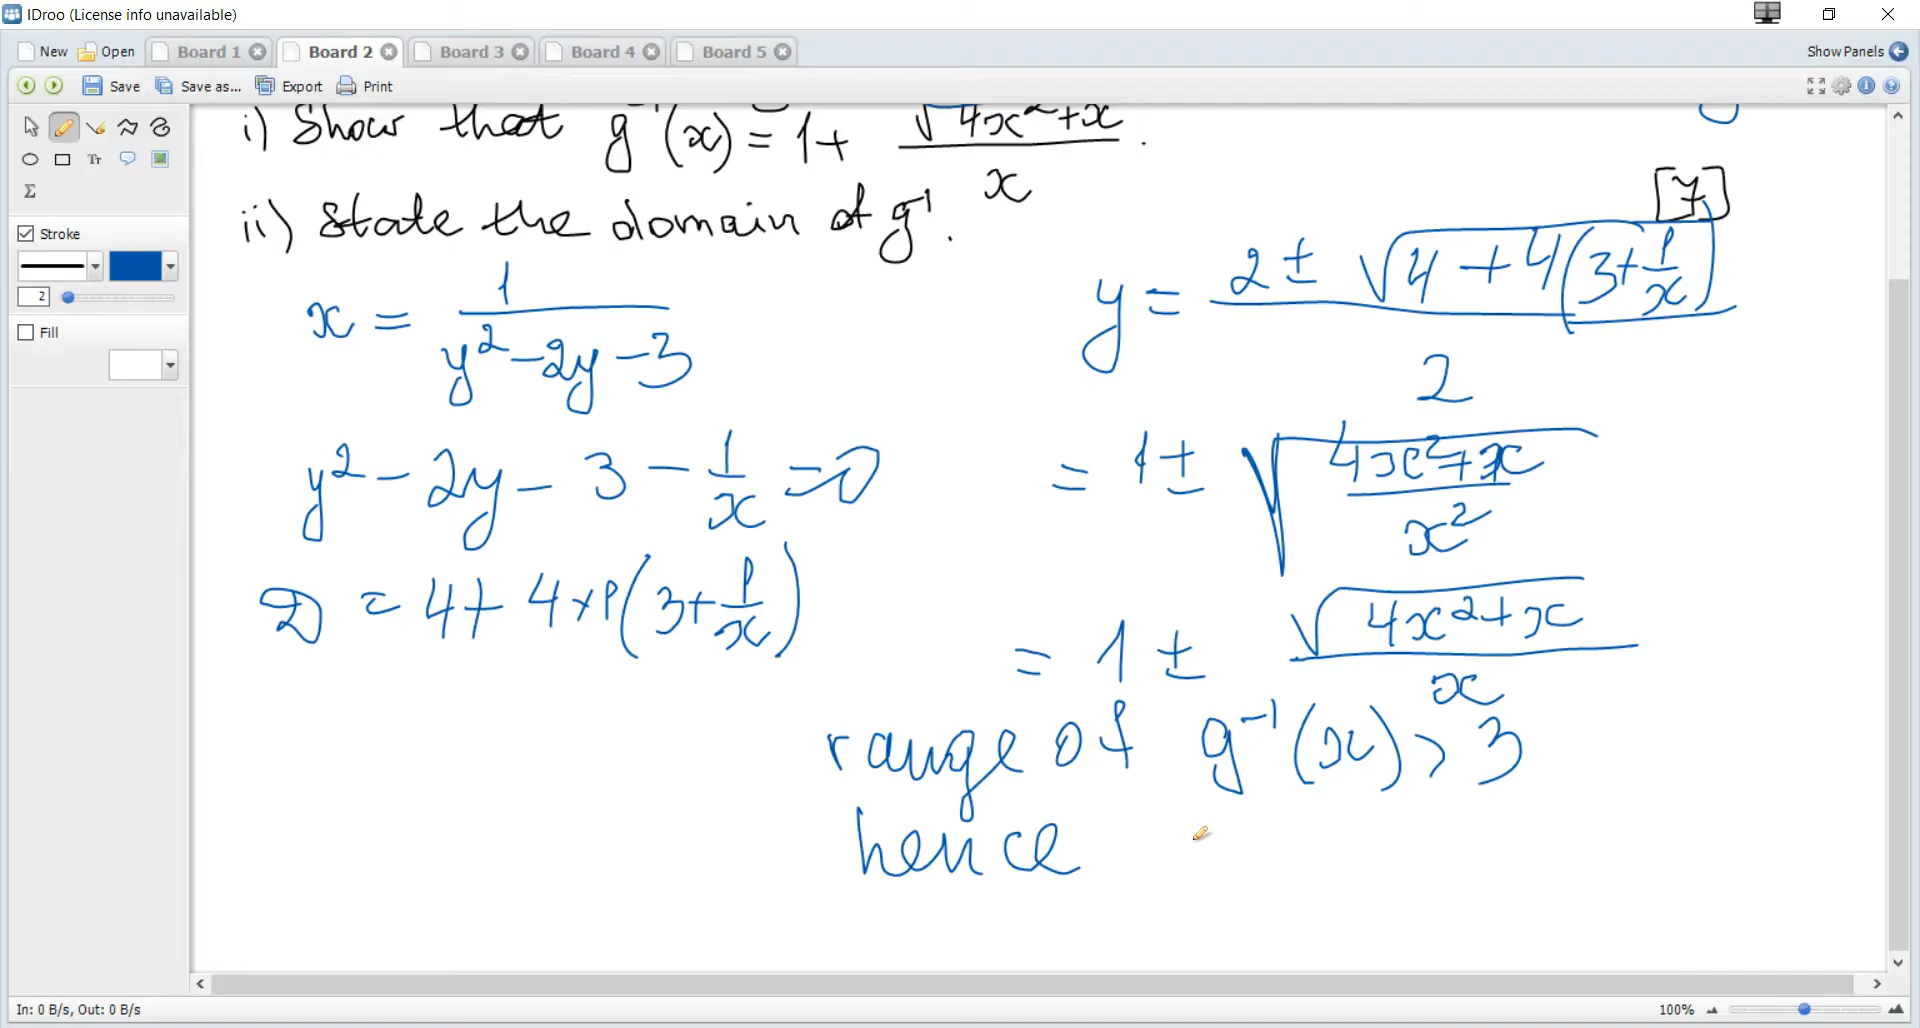 IDroo (License info unavailable)
New Open Board 1 Board 2 Board 3 Board 4 Board 5 Show Panels
Save Save as... Export Print
Tr
Σ
Stroke
2
Fill
i) Show that g⁻¹(x) = 1 + √(4x² + x) / x .
[7]
ii) State the domain of g⁻¹.
x = 1 / (y² - 2y - 3)
y² - 2y - 3 - 1/x = 0
D = 4 + 4 × 1 (3 + 1/x)
y = (2 ± √(4 + 4(3 + 1/x))) / 2
= 1 ± √((4x² + x) / x²)
= 1 ± √(4x² + x) / x
range of g⁻¹(x) > 3
hence
In: 0 B/s, Out: 0 B/s 100%